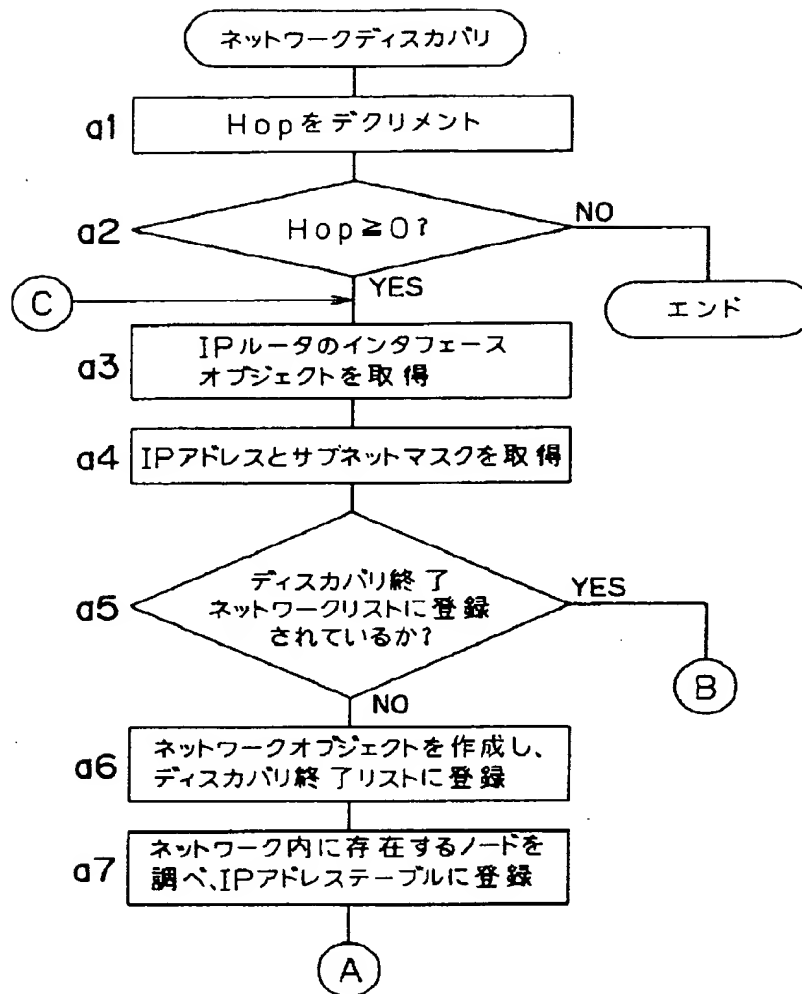 ネットワークディスカバリ
a1
Hopをデクリメント
a2
Hop≧0?
NO
YES
C
エンド
a3
IPルータのインタフェース
オブジェクトを取得
a4
IPアドレスとサブネットマスクを取得
a5
ディスカバリ終了
ネットワークリストに登録
されているか?
YES
B
NO
a6
ネットワークオブジェクトを作成し、
ディスカバリ終了リストに登録
a7
ネットワーク内に存在するノードを
調べ、IPアドレステーブルに登録
A